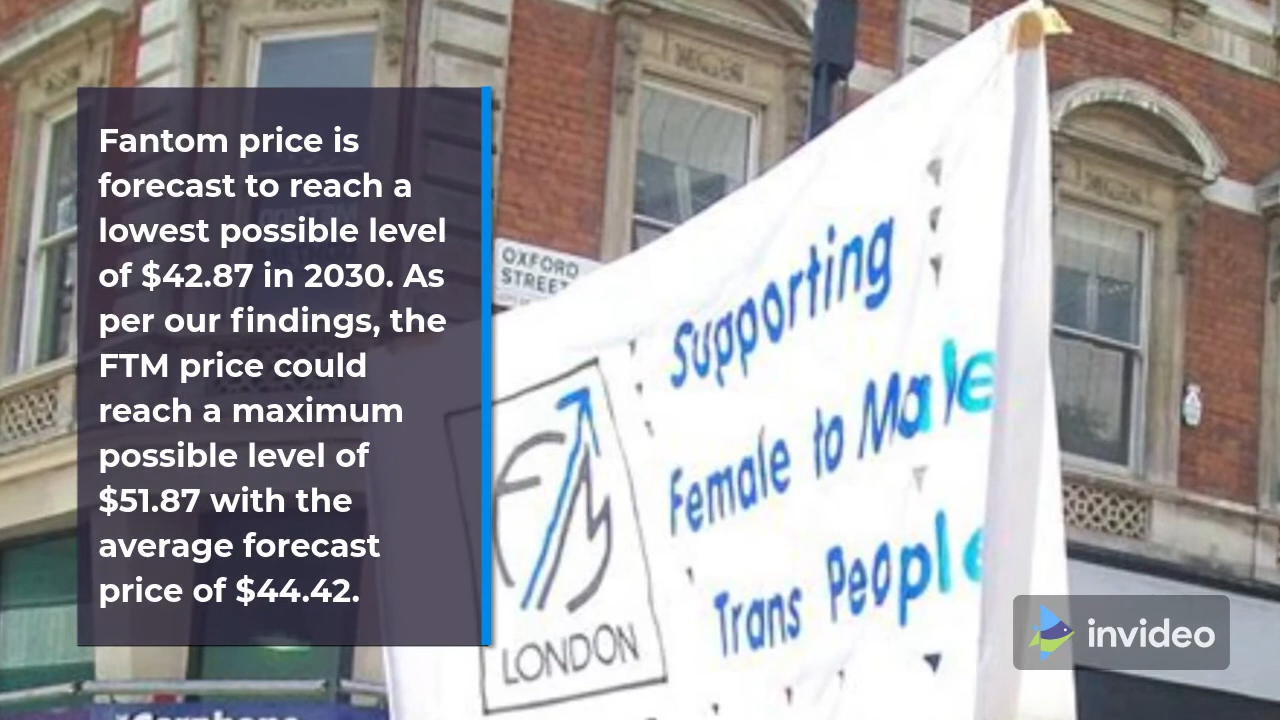 Fantom price is
forecast to reach a
lowest possible level
of $42.87 in 2030. As
per our findings, the
FTM price could
reach a maximum
possible level of
$51.87 with the
average forecast
price of $44.42.
OXFORD
STREET
Supporting
Female to Male
Trans People
FTM
LONDON
invideo